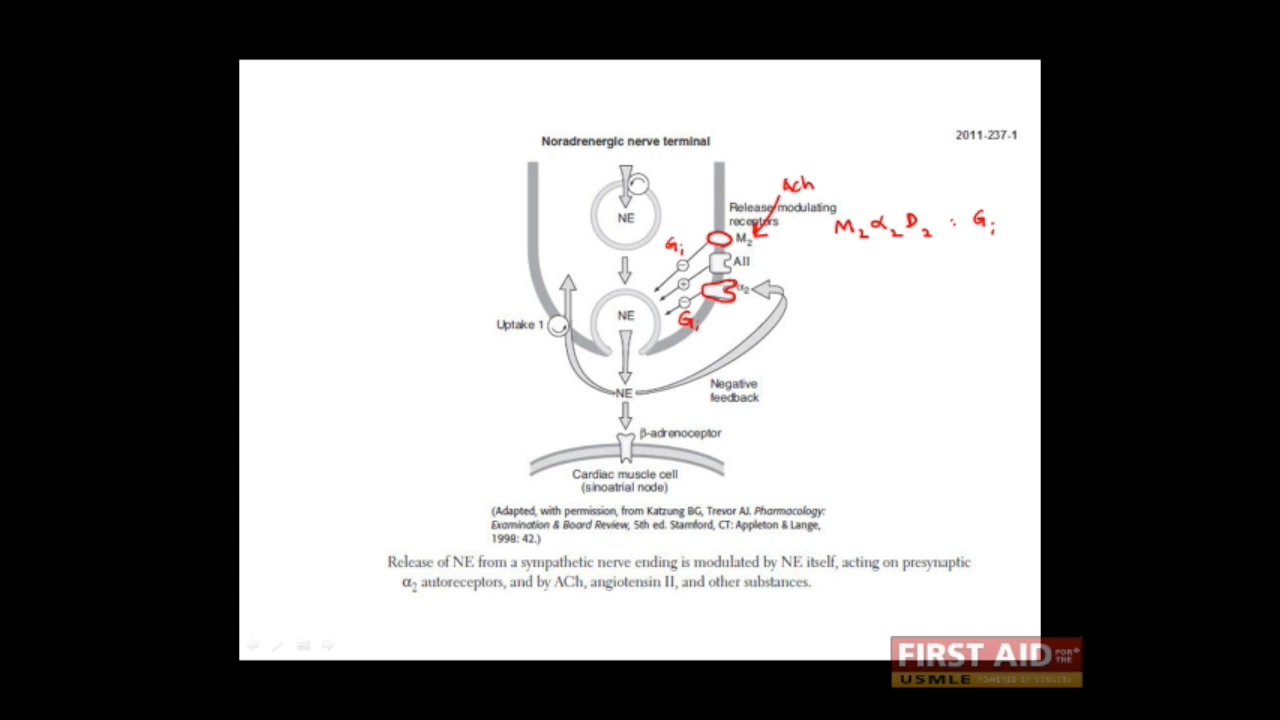 2011-237-1
Noradrenergic nerve terminal
Ach
NE
Release-modulating
receptors
M₂ α₂ D₂ : Gᵢ
M₂
Gᵢ
AII
α₂
NE
Gᵢ
Uptake 1
NE
Negative
feedback
β-adrenoceptor
Cardiac muscle cell
(sinoatrial node)
(Adapted, with permission, from Katzung BG, Trevor AJ. Pharmacology:
Examination & Board Review, 5th ed. Stamford, CT: Appleton & Lange,
1998: 42.)
Release of NE from a sympathetic nerve ending is modulated by NE itself, acting on presynaptic
α₂ autoreceptors, and by ACh, angiotensin II, and other substances.
FIRST AID FOR THE
USMLE